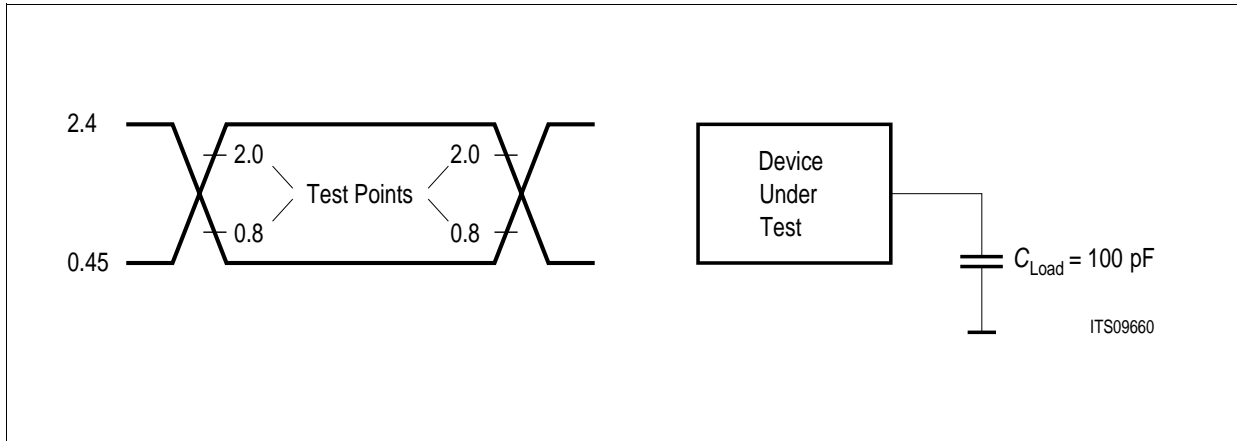 2.4
2.0
2.0
Test Points
0.8
0.8
0.45
Device
Under
Test
CLoad = 100 pF
ITS09660